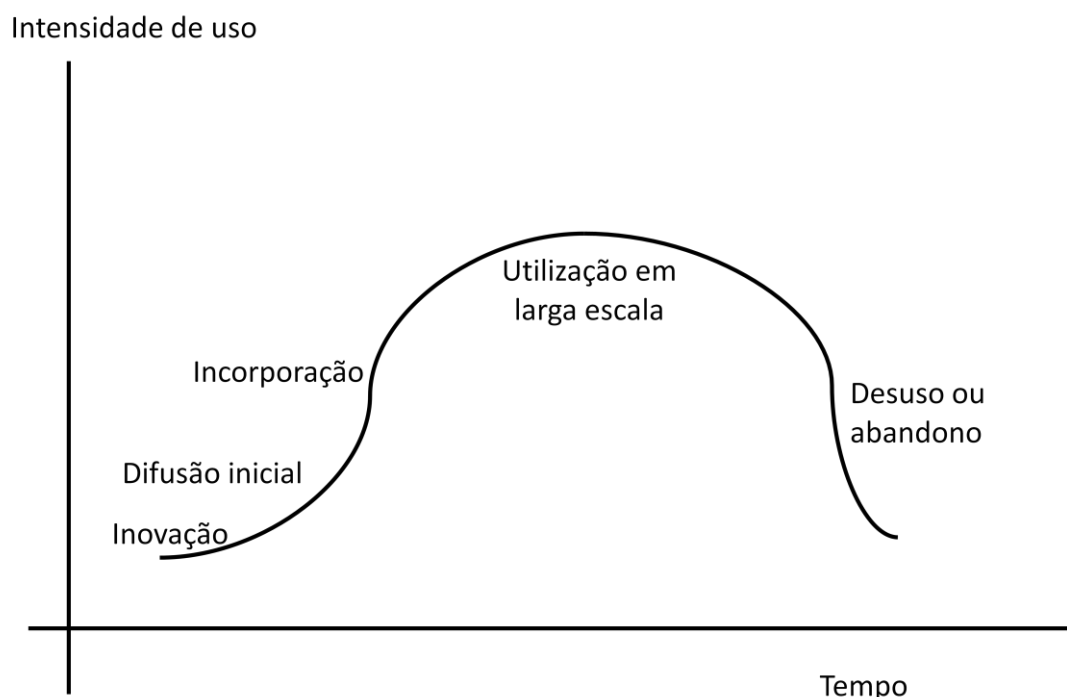 Intensidade de uso
Utilização em
larga escala
Incorporação
Desuso ou
abandono
Difusão inicial
Inovação
Tempo